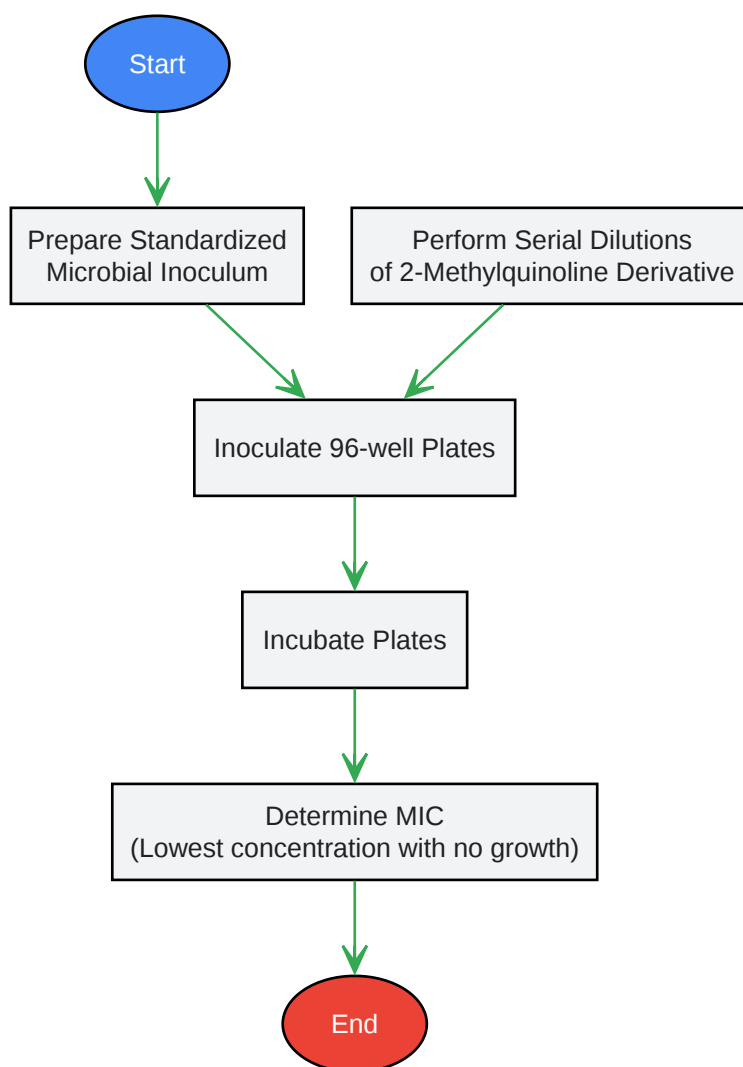 Start
Prepare Standardized
Microbial Inoculum
Perform Serial Dilutions
of 2-Methylquinoline Derivative
Inoculate 96-well Plates
Incubate Plates
Determine MIC
(Lowest concentration with no growth)
End